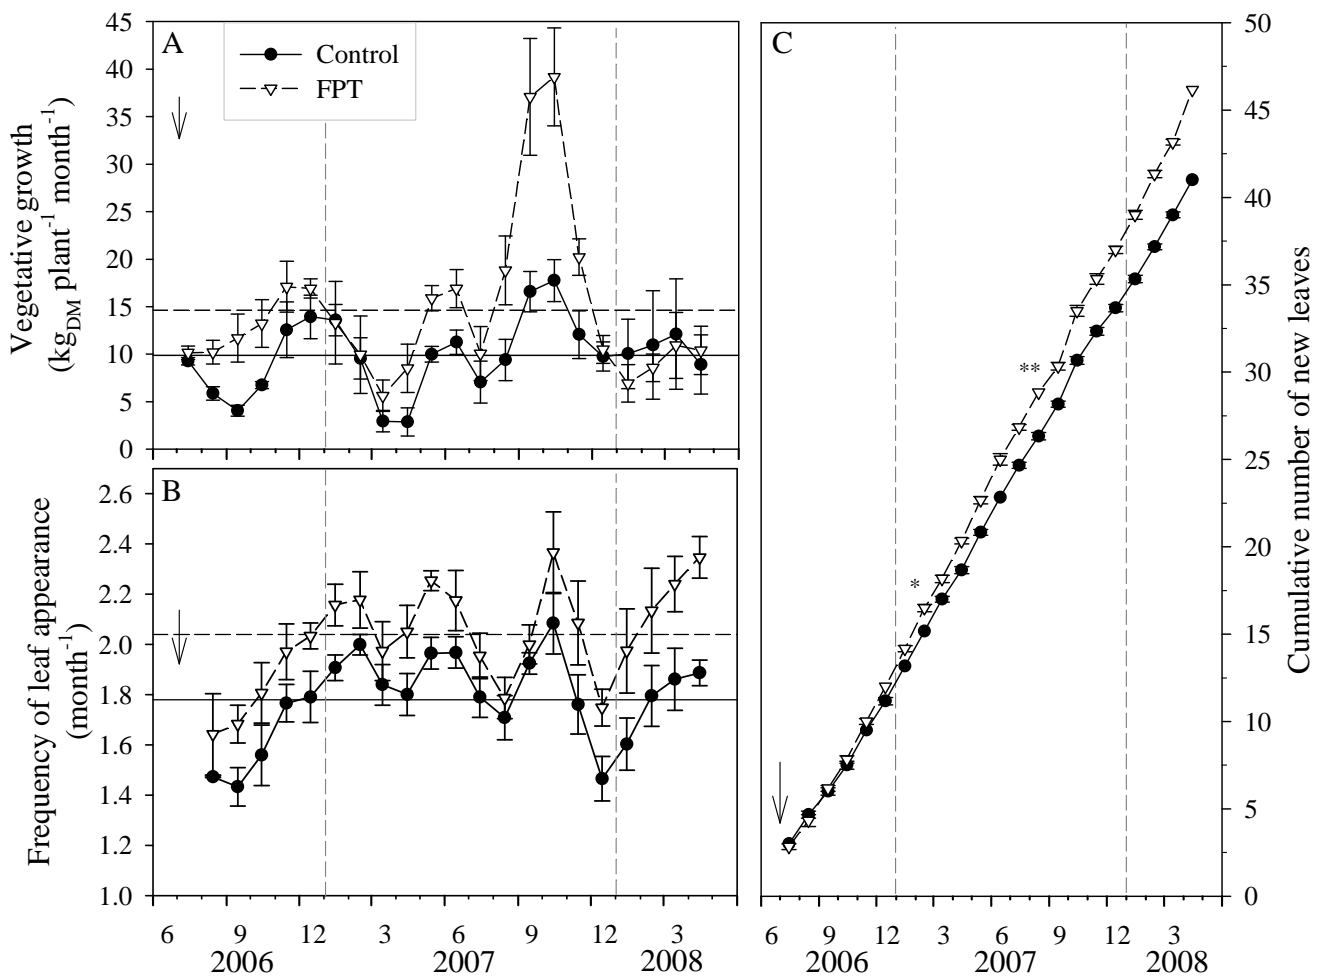 A
Control
FPT
45
40
35
30
25
20
15
10
5
0
Vegetative growth
(kg_DM plant^-1 month^-1)
B
2.6
2.4
2.2
2.0
1.8
1.6
1.4
1.2
1.0
Frequency of leaf appearance
(month^-1)
6 9 12 3 6 9 12 3
2006 2007 2008
C
*
**
50
45
40
35
30
25
20
15
10
5
0
Cumulative number of new leaves
6 9 12 3 6 9 12 3
2006 2007 2008